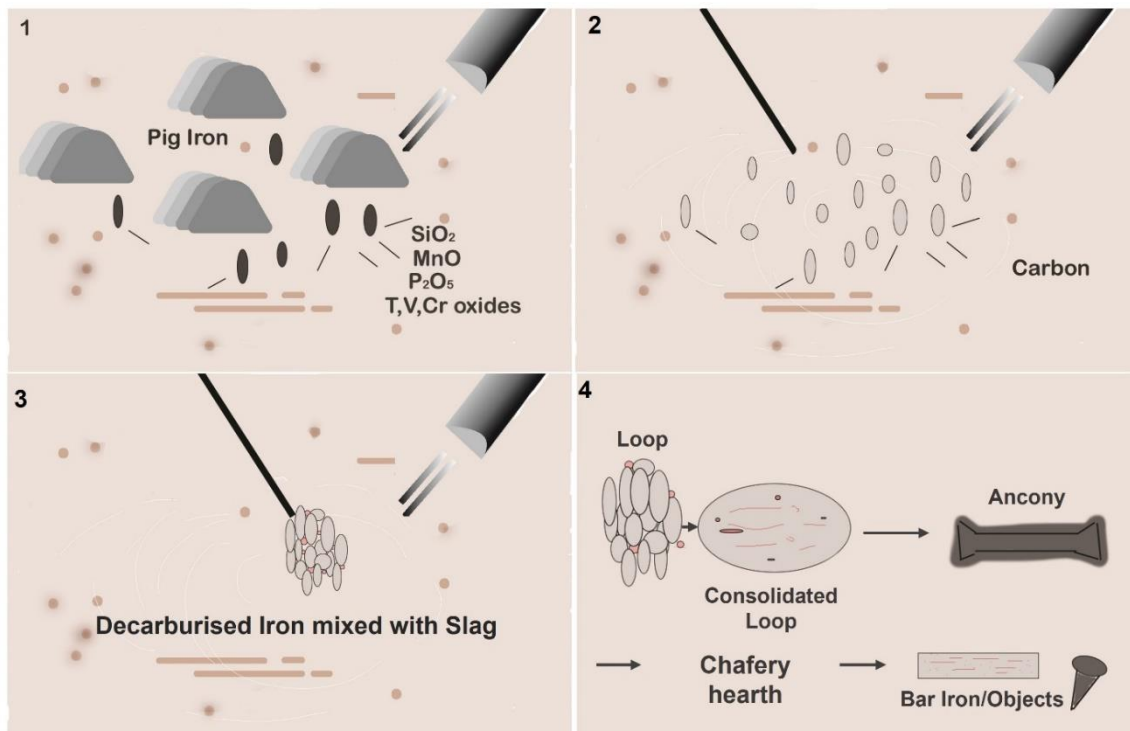 1
Pig Iron
SiO₂
MnO
P₂O₅
T,V,Cr oxides
2
Carbon
3
Decarburised Iron mixed with Slag
4
Loop
Consolidated
Loop
Ancony
Chafery
hearth
Bar Iron/Objects